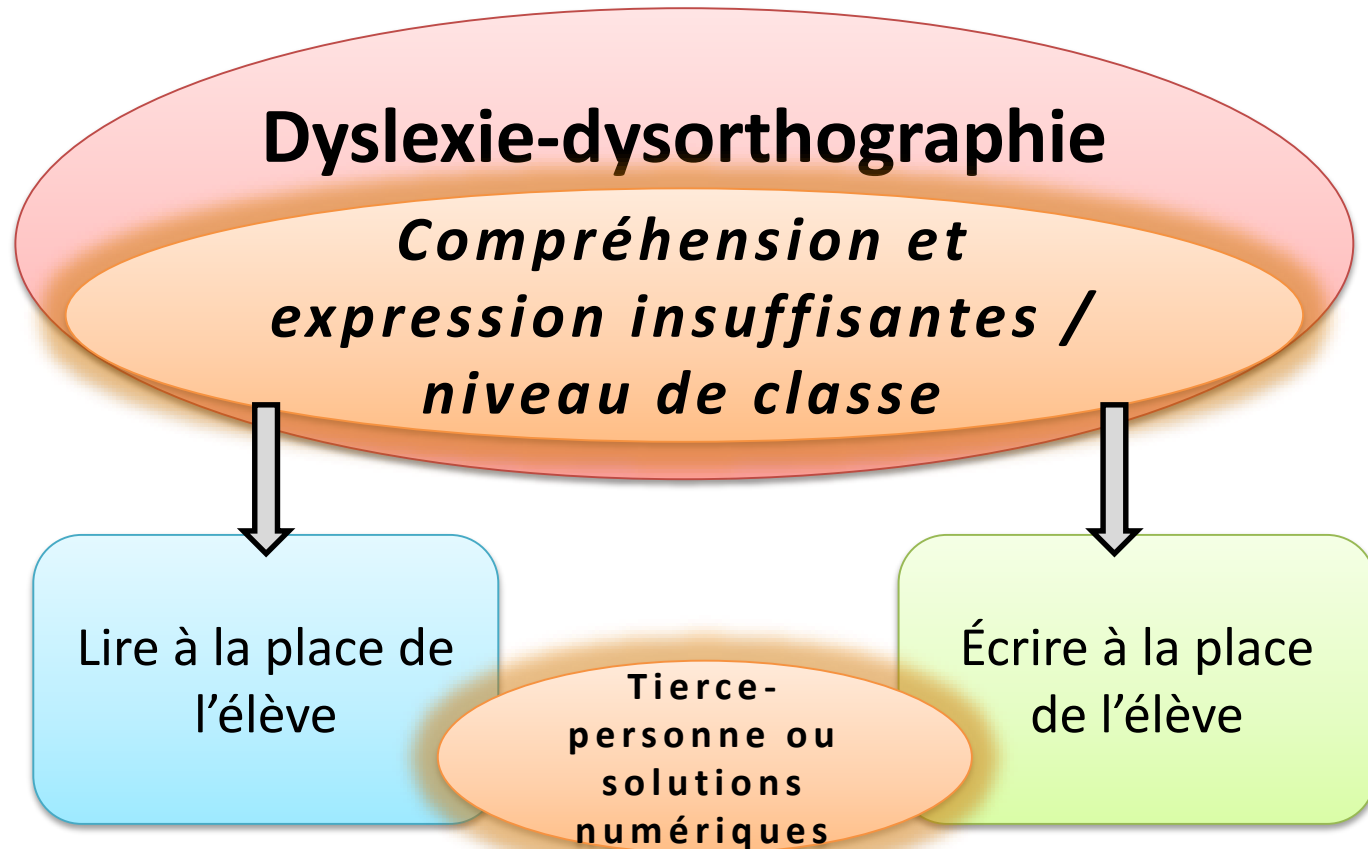 Dyslexie-dysorthographie
Compréhension et
expression insuffisantes /
niveau de classe
Lire à la place de
l’élève
Tierce-
personne ou
solutions
numériques
Écrire à la place
de l’élève